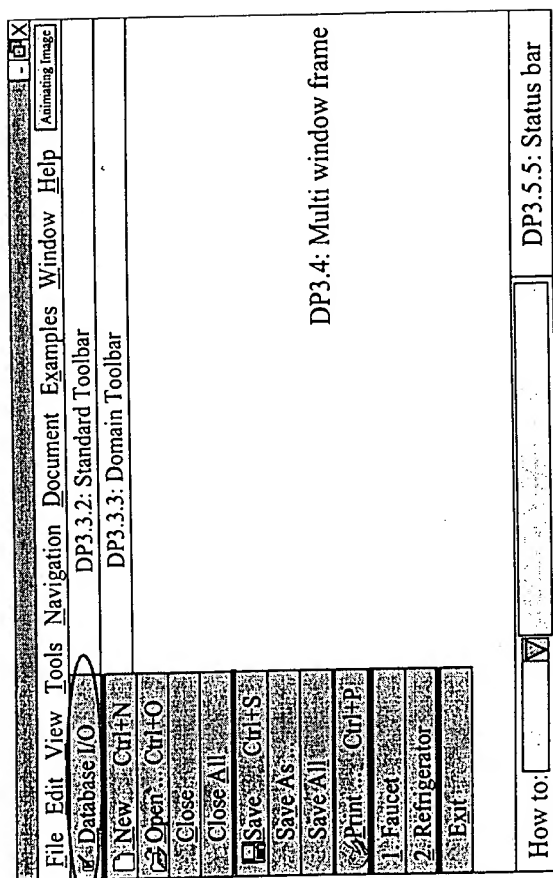 File Edit View Tools Navigation Document Examples Window Help Animating Image
Database I/O
DP3.3.2: Standard Toolbar
New Ctrl+N
DP3.3.3: Domain Toolbar
Open... Ctrl+O
Close
Close All
Save Ctrl+S
Save As...
Save All
Print... Ctrl+P
1. Faucet
2. Refrigerator
Exit
DP3.4: Multi window frame
How to:
DP3.5.5: Status bar